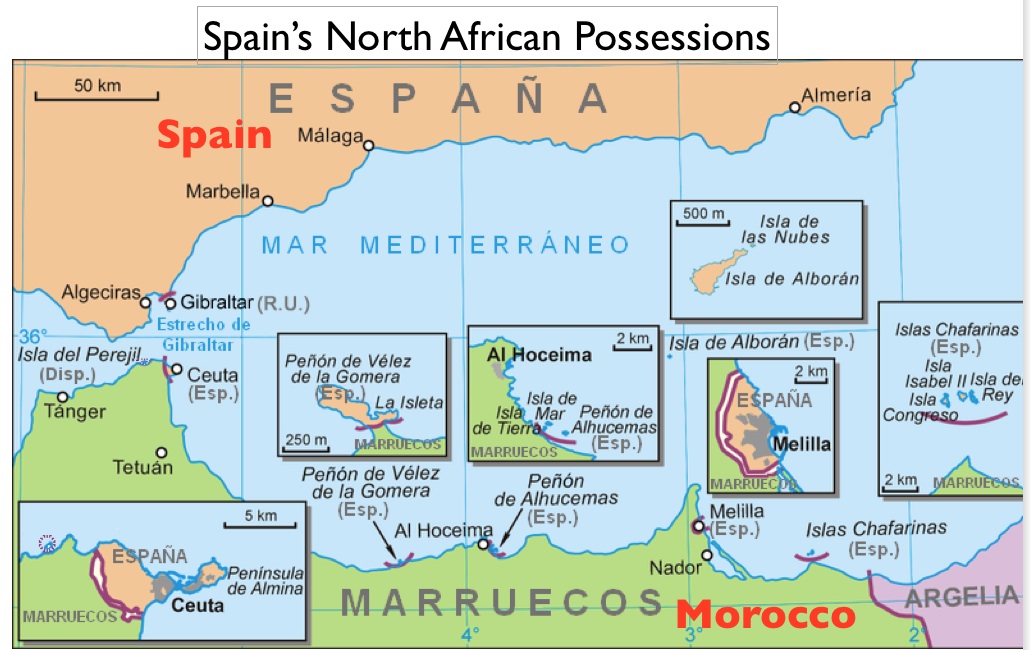 Spain's North African Possessions
50 km
ESPAÑA
Spain
Málaga
Almería
Marbella
MAR MEDITERRÁNEO
500 m
Isla de
las Nubes
Isla de Alborán
Algeciras
Gibraltar (R.U.)
Estrecho de
Gibraltar
36°
Isla del Perejil
(Disp.)
Ceuta
(Esp.)
Tánger
Tetuán
Peñón de Vélez
de la Gomera
(Esp.)
La Isleta
250 m
MARRUECOS
Al Hoceima
2 km
Isla de
Mar
Isla
de Tierra
Peñón de
Alhucemas
(Esp.)
MARRUECOS
Isla de Alborán (Esp.)
2 km
ESPAÑA
Melilla
MARRUECO
Islas Chafarinas
(Esp.)
Isla
Isabel II
Isla del
Rey
Isla
Congreso
2 km
MARRUECOS
Peñón de Vélez
de la Gomera
(Esp.)
Peñón
de Alhucemas
(Esp.)
Al Hoceima
Melilla
(Esp.)
Nador
Islas Chafarinas
(Esp.)
5 km
ESPAÑA
Península
de Almina
Ceuta
MARRUECOS
MARRUECOS
Morocco
ARGELIA
4°
3°
2°